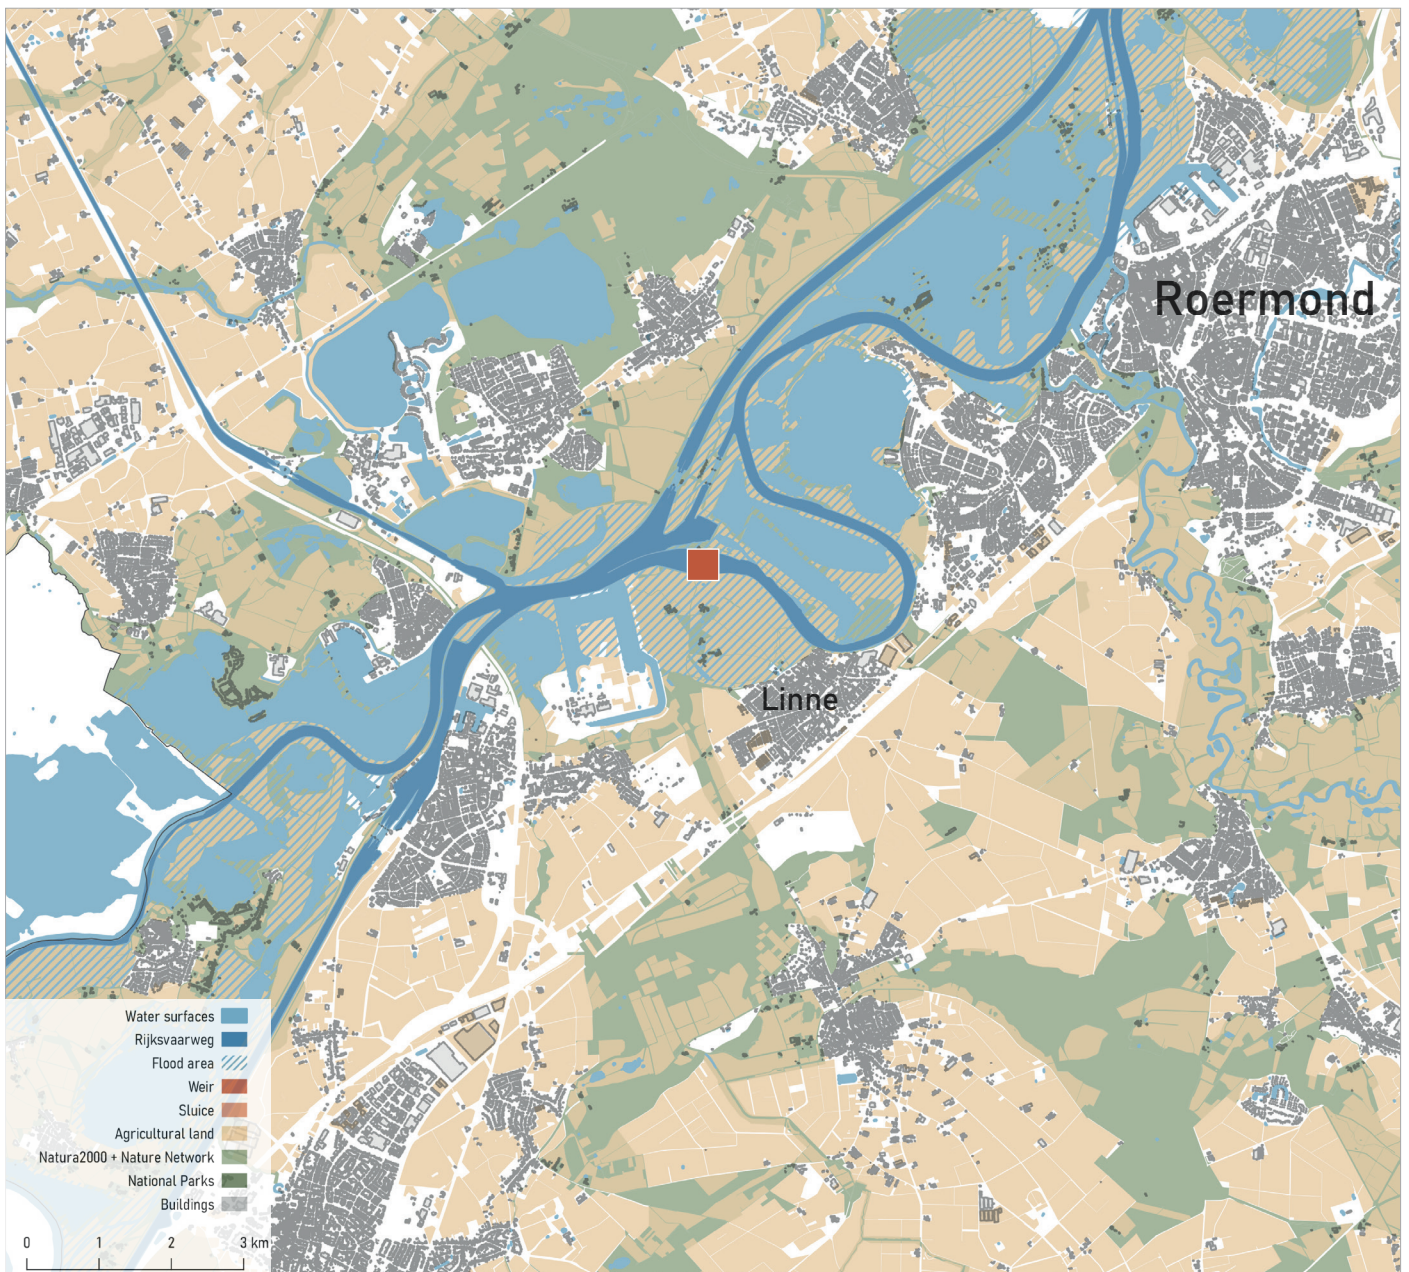 Roermond
Linne
Water surfaces
Rijksvaarweg
Flood area
Weir
Sluice
Agricultural land
Natura2000 + Nature Network
National Parks
Buildings
0 1 2 3 km